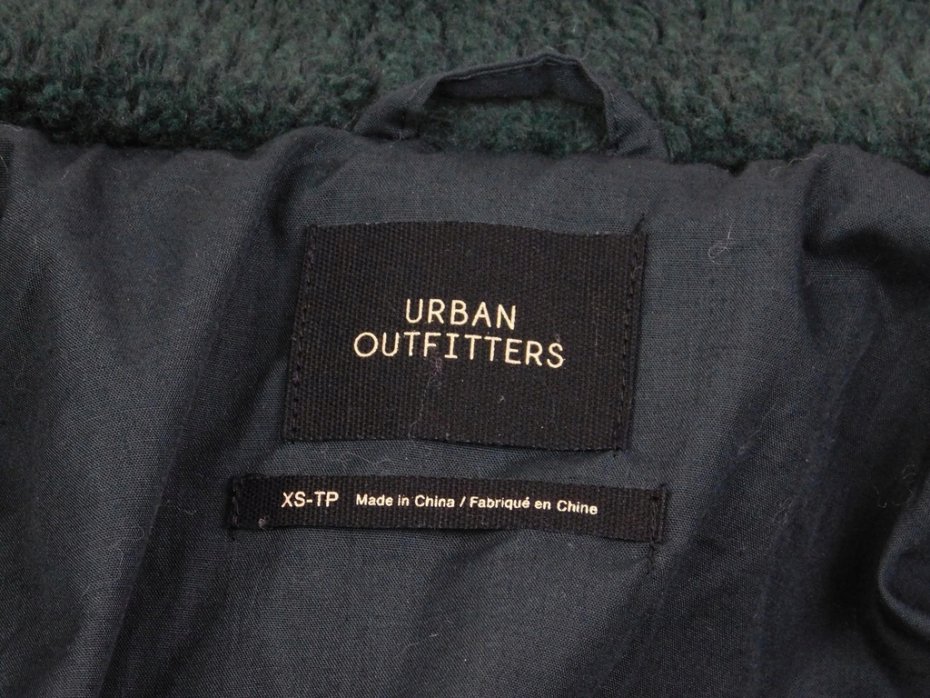 URBAN
OUTFITTERS
XS-TP Made in China / Fabriqué en Chine